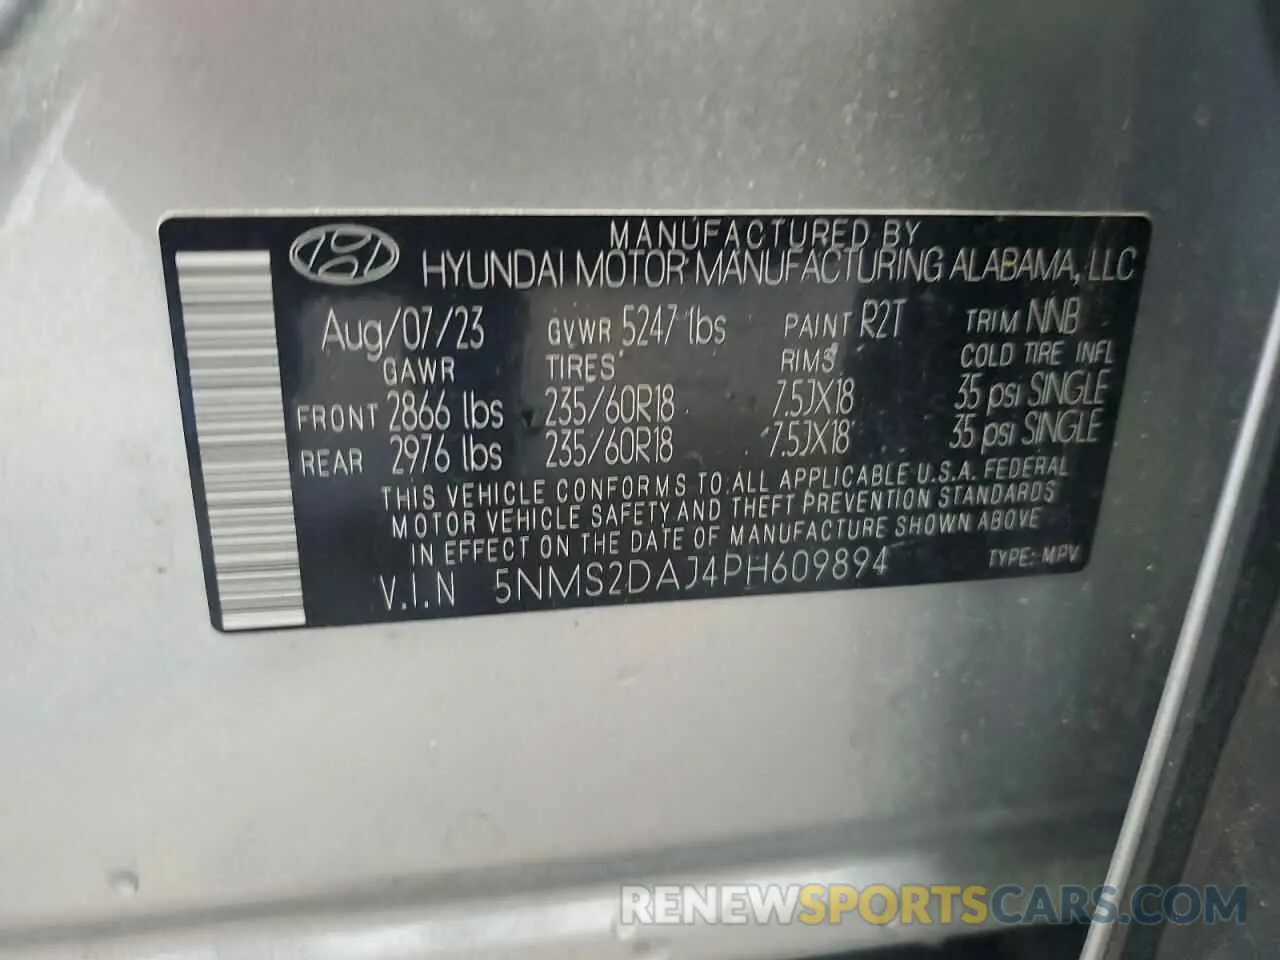 MANUFACTURED BY
HYUNDAI MOTOR MANUFACTURING ALABAMA, LLC
Aug/07/23 GVWR 5247 lbs PAINT R2T TRIM NNB
GAWR TIRES RIMS COLD TIRE INFL
FRONT 2866 lbs 235/60R18 7.5JX18 35 psi SINGLE
REAR 2976 lbs 235/60R18 7.5JX18 35 psi SINGLE
THIS VEHICLE CONFORMS TO ALL APPLICABLE U.S.A. FEDERAL
MOTOR VEHICLE SAFETY AND THEFT PREVENTION STANDARDS
IN EFFECT ON THE DATE OF MANUFACTURE SHOWN ABOVE
V.I.N 5NMS2DAJ4PH609894 TYPE: MPV
RENEWSPORTSCARS.COM